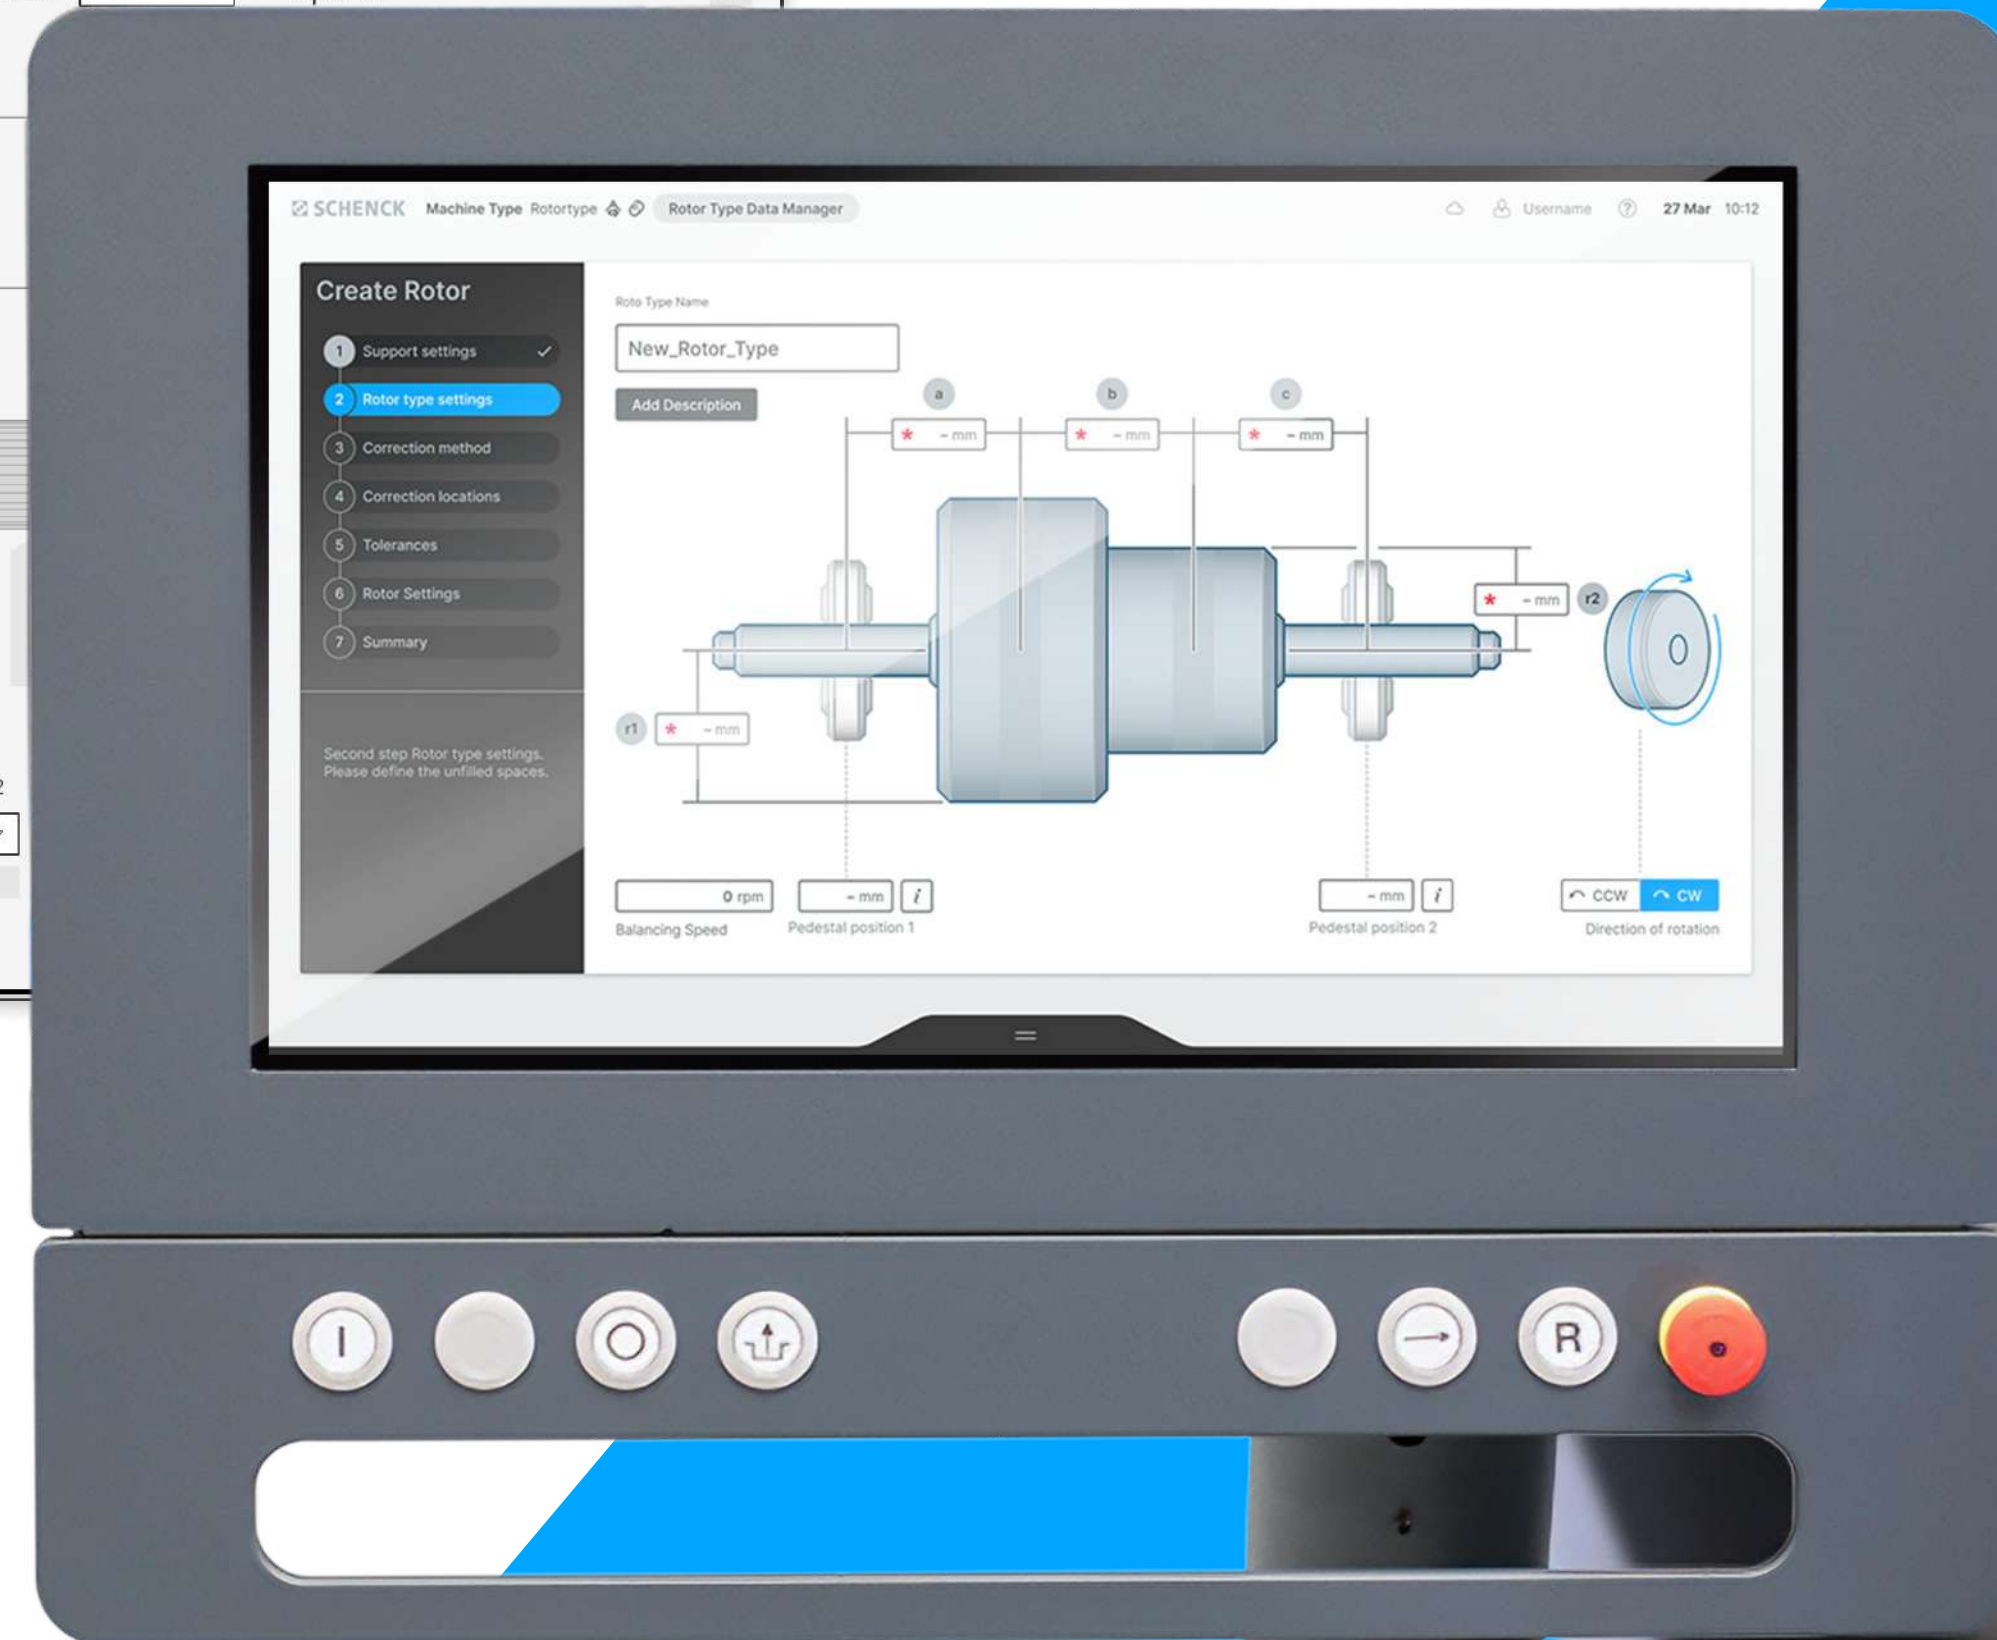 SCHENCK Machine Type Rotortype Rotor Type Data Manager Username ? 27 Mar 10:12
Create Rotor
1 Support settings
2 Rotor type settings
3 Correction method
4 Correction locations
5 Tolerances
6 Rotor Settings
7 Summary
Second step Rotor type settings.
Please define the unfilled spaces.
Roto Type Name
New_Rotor_Type
Add Description
a b c
* – mm * – mm * – mm
* – mm r2
r1 * – mm
0 rpm – mm i – mm i CCW CW
Balancing Speed Pedestal position 1 Pedestal position 2 Direction of rotation
I O R
2